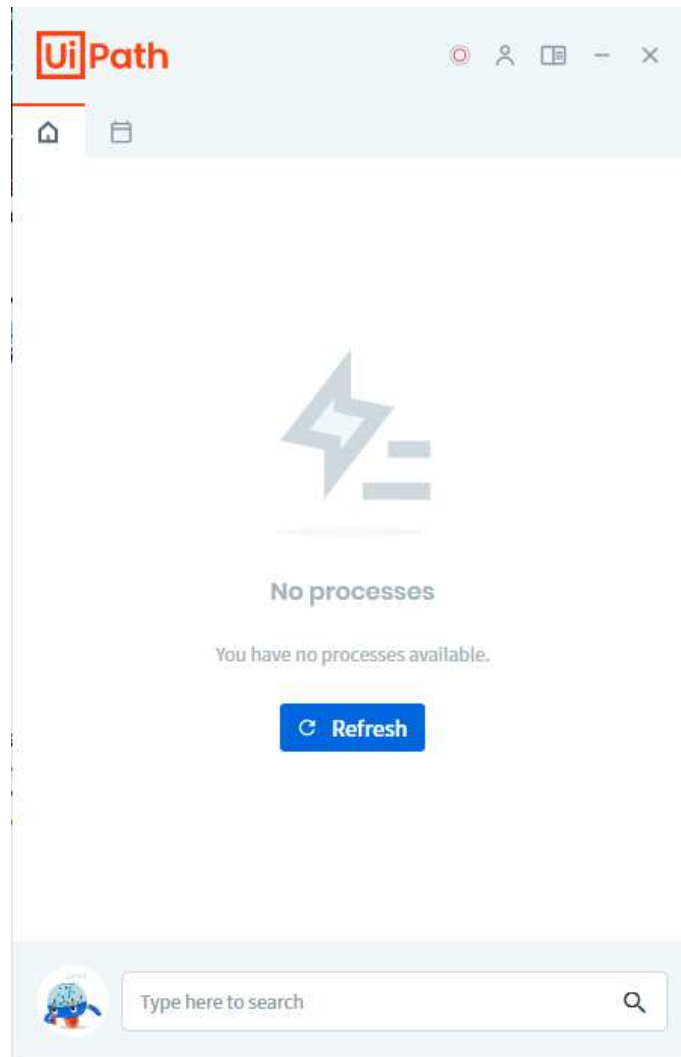 UiPath
No processes
You have no processes available.
Refresh
Type here to search